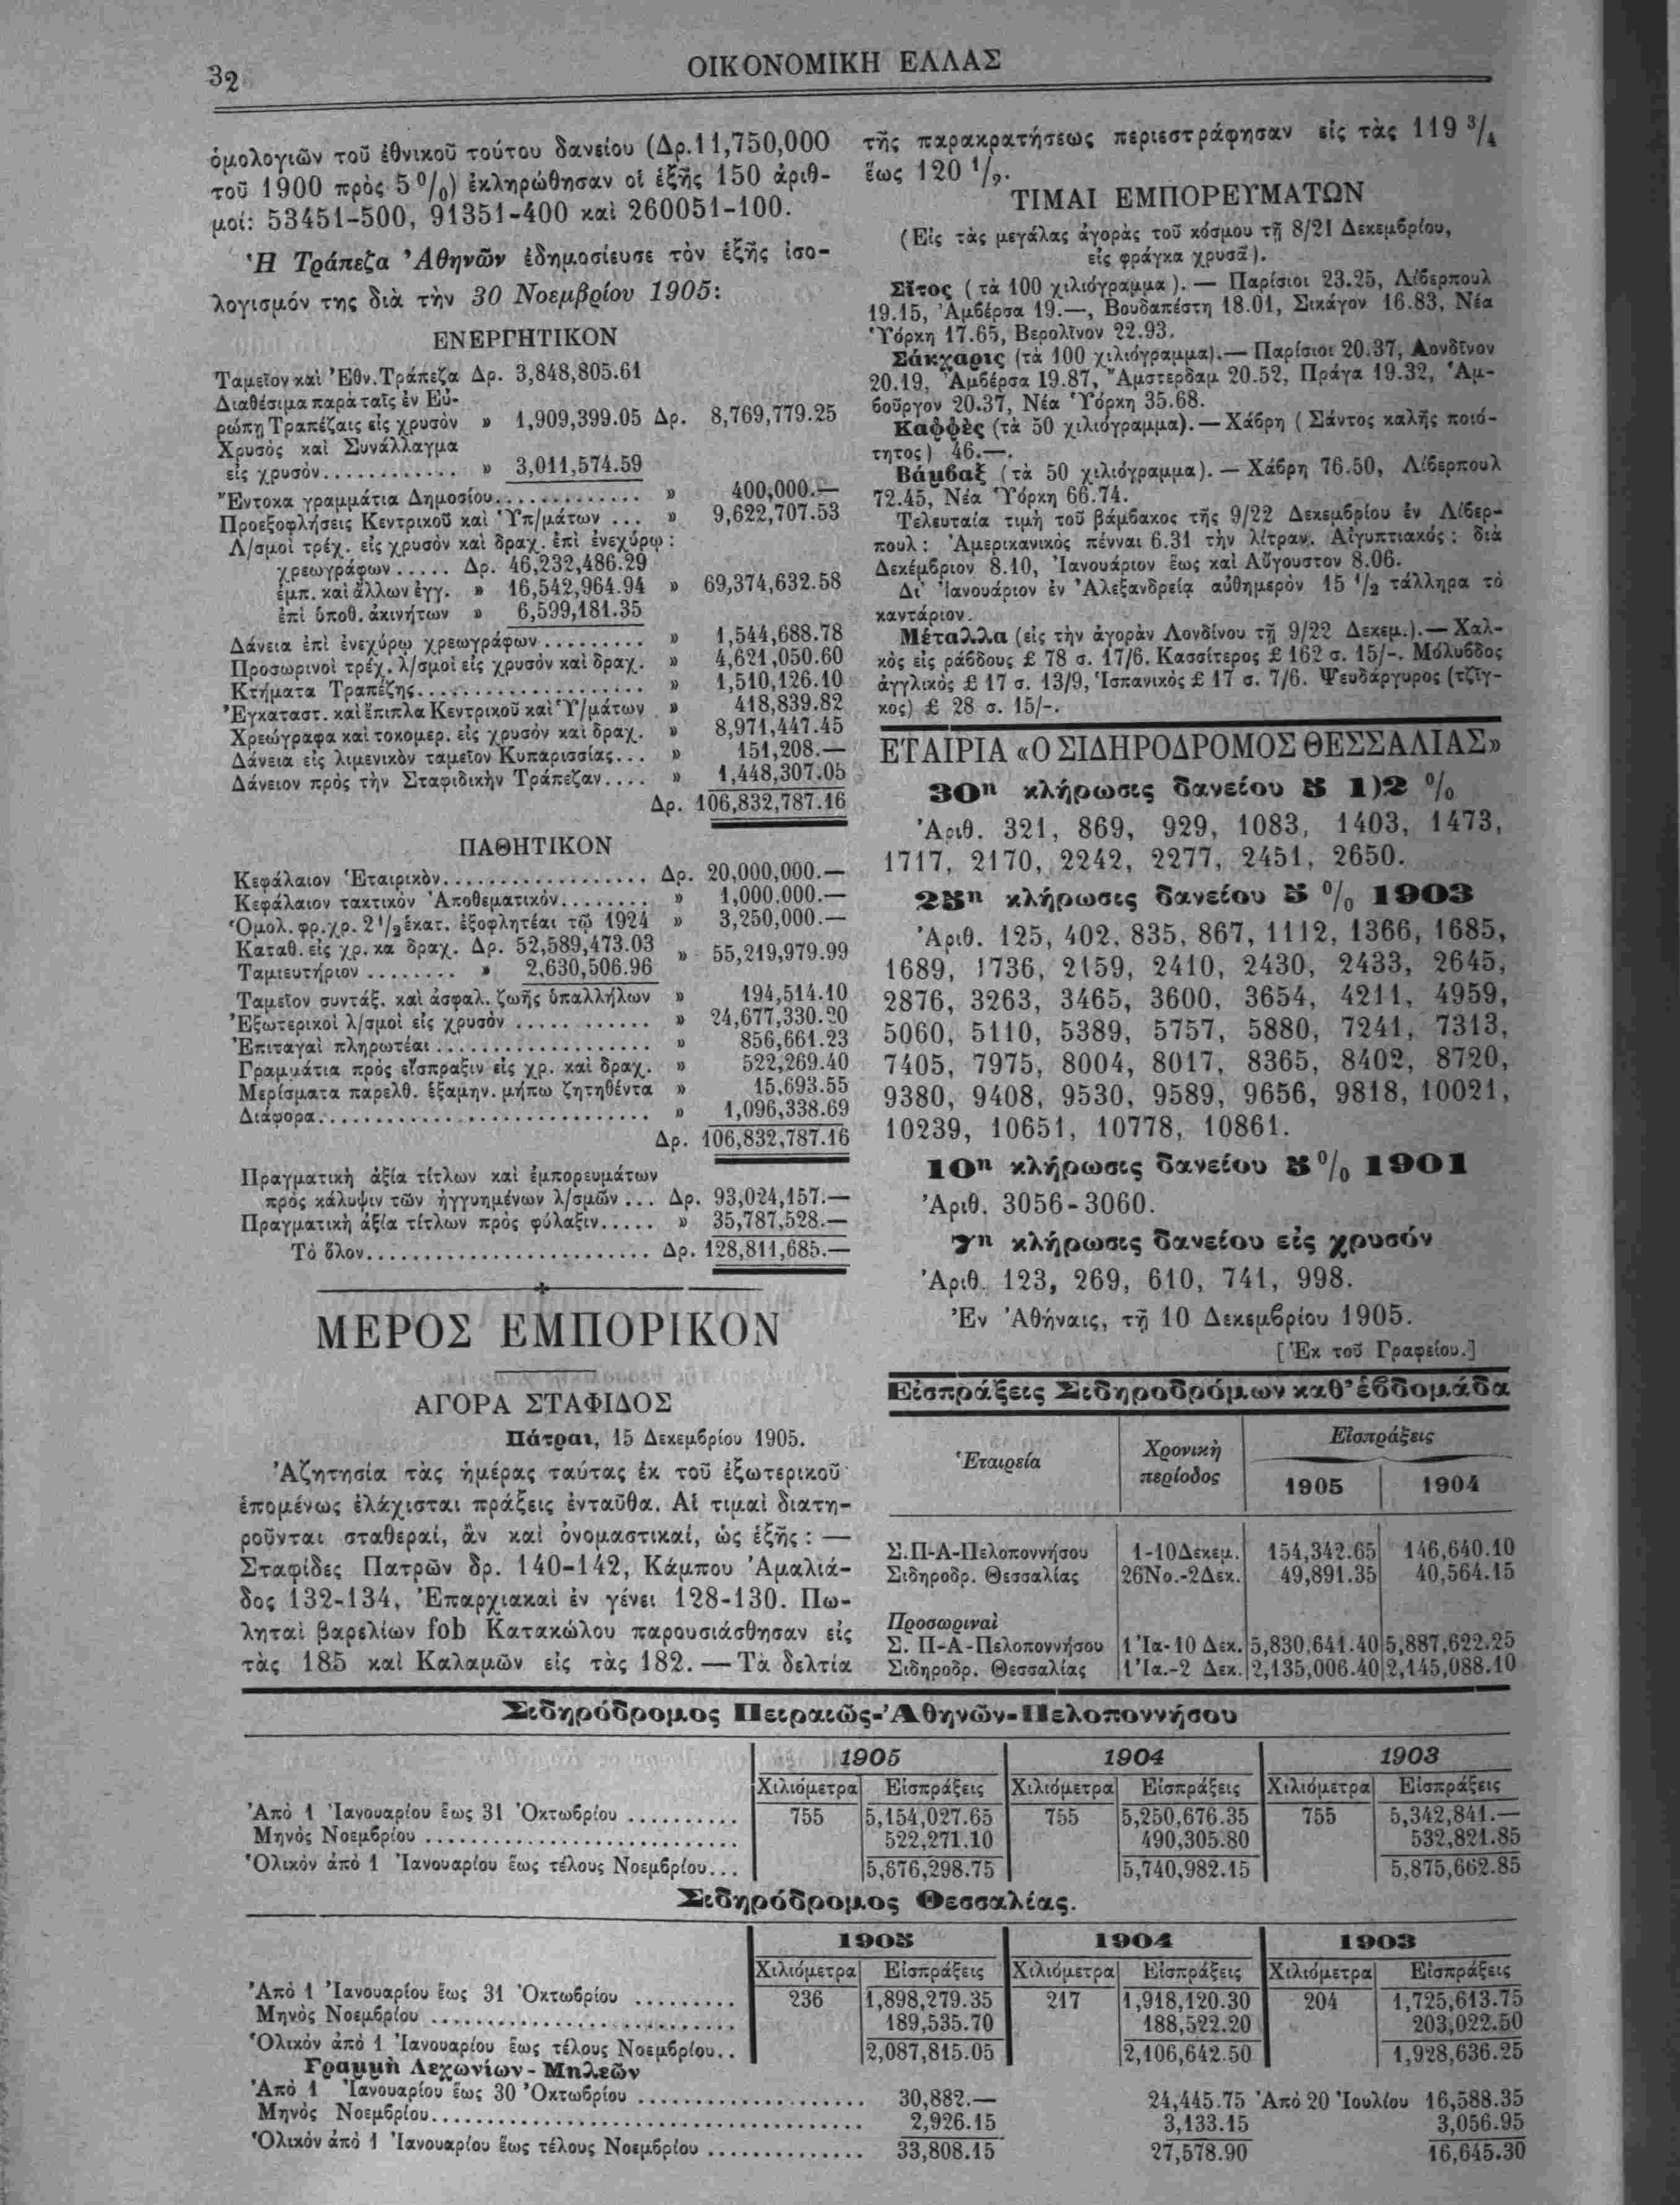 32
ΟΙΚΟΝΟΜΙΚΗ ΕΛΛΑΣ
ὁμολογιῶν τοῦ ἐθνικοῦ τούτου δανείου (Δρ.11,750,000
τοῦ 1900 πρὸς 5 0/0) ἐκληρώθησαν οἱ ἑξῆς 150 ἀριθ-
μοί: 53451-500, 91351-400 καὶ 260051-100.
Ἡ Τράπεζα Ἀθηνῶν ἐδημοσίευσε τὸν ἑξῆς ἰσο-
λογισμόν της διὰ τὴν 30 Νοεμβρίου 1905:
ΕΝΕΡΓΗΤΙΚΟΝ
Ταμεῖον καὶ Ἐθν. Τράπεζα Δρ. 3,848,805.61
Διαθέσιμα παρὰ ταῖς ἐν Εὐ-
ρώπῃ Τραπέζαις εἰς χρυσὸν » 1,909,399.05 Δρ. 8,769,779.25
Χρυσὸς καὶ Συνάλλαγμα
εἰς χρυσὸν............ » 3,011,574.59
Ἔντοκα γραμμάτια Δημοσίου............. » 400,000.—
Προεξοφλήσεις Κεντρικοῦ καὶ Ὑπ/μάτων ... » 9,622,707.53
Λ/σμοὶ τρέχ. εἰς χρυσὸν καὶ δραχ. ἐπὶ ἐνεχύρῳ :
χρεωγράφων..... Δρ. 46,232,486.29
ἐμπ. καὶ ἄλλων ἐγγ. » 16,542,964.94 » 69,374,632.58
ἐπὶ ὑποθ. ἀκινήτων » 6,599,181.35
Δάνεια ἐπὶ ἐνεχύρῳ χρεωγράφων.......... » 1,544,688.78
Προσωρινοὶ τρέχ. λ/σμοὶ εἰς χρυσὸν καὶ δραχ. » 4,621,050.60
Κτήματα Τραπέζης..................... » 1,510,126.10
Ἐγκαταστ. καὶ ἔπιπλα Κεντρικοῦ καὶ Ὑ/μάτων » 418,839.82
Χρεώγραφα καὶ τοκομερ. εἰς χρυσὸν καὶ δραχ. » 8,971,447.45
Δάνεια εἰς λιμενικὸν ταμεῖον Κυπαρισσίας... » 151,208.—
Δάνειον πρὸς τὴν Σταφιδικὴν Τράπεζαν.... » 1,448,307.05
Δρ. 106,832,787.16
ΠΑΘΗΤΙΚΟΝ
Κεφάλαιον Ἑταιρικὸν.................. Δρ. 20,000,000.—
Κεφάλαιον τακτικὸν Ἀποθεματικόν........ » 1,000.000.—
Ὁμολ. φρ. χρ. 2 1/2 ἑκατ. ἐξοφλητέαι τῷ 1924 » 3,250,000.—
Καταθ. εἰς χρ. κα δραχ. Δρ. 52,589,473.03
Ταμιευτήριον ........ » 2,630,506.96 » 55,219,979.99
Ταμεῖον συντάξ. καὶ ἀσφαλ. ζωῆς ὑπαλλήλων » 194,514.10
Ἐξωτερικοὶ λ/σμοὶ εἰς χρυσὸν ............ » 24,677,330.20
Ἐπιταγαὶ πληρωτέαι ................... » 856,661.23
Γραμμάτια πρὸς εἴσπραξιν εἰς χρ. καὶ δραχ. » 522,269.40
Μερίσματα παρελθ. ἑξαμην. μήπω ζητηθέντα » 15,693.55
Διάφορα.............................. » 1,096,338.69
Δρ. 106,832,787.16
Πραγματικὴ ἀξία τίτλων καὶ ἐμπορευμάτων
πρὸς κάλυψιν τῶν ἠγγυημένων λ/σμῶν ... Δρ. 93,024,157.—
Πραγματικὴ ἀξία τίτλων πρὸς φύλαξιν..... » 35,787,528.—
Τὸ ὅλον......................... Δρ. 128,811,685.—
ΜΕΡΟΣ ΕΜΠΟΡΙΚΟΝ
ΑΓΟΡΑ ΣΤΑΦΙΔΟΣ
Πάτραι, 15 Δεκεμβρίου 1905.
Ἀζητησία τὰς ἡμέρας ταύτας ἐκ τοῦ ἐξωτερικοῦ
ἑπομένως ἐλάχισται πράξεις ἐνταῦθα. Αἱ τιμαὶ διατη-
ροῦνται σταθεραί, ἂν καὶ ὀνομαστικαί, ὡς ἑξῆς : —
Σταφίδες Πατρῶν δρ. 140-142, Κάμπου Ἀμαλιά-
δος 132-134, Ἐπαρχιακαὶ ἐν γένει 128-130. Πω-
ληταὶ βαρελίων fob Κατακώλου παρουσιάσθησαν εἰς
τὰς 185 καὶ Καλαμῶν εἰς τὰς 182. — Τὰ δελτία
τῆς παρακρατήσεως περιεστράφησαν εἰς τὰς 119 3/4
ἕως 120 1/2.
ΤΙΜΑΙ ΕΜΠΟΡΕΥΜΑΤΩΝ
(Εἰς τὰς μεγάλας ἀγορὰς τοῦ κόσμου τῇ 8/21 Δεκεμβρίου,
εἰς φράγκα χρυσᾶ).
Σῖτος (τὰ 100 χιλιόγραμμα). — Παρίσιοι 23.25, Λίβερπουλ
19.15, Ἀμβέρσα 19.—, Βουδαπέστη 18.01, Σικάγον 16.83, Νέα
Ὑόρκη 17.65, Βερολῖνον 22.93.
Σάκχαρις (τὰ 100 χιλιόγραμμα).— Παρίσιοι 20.37, Λονδῖνον
20.19, Ἀμβέρσα 19.87, Ἄμστερδαμ 20.52, Πράγα 19.32, Ἀμ-
βοῦργον 20.37, Νέα Ὑόρκη 35.68.
Καφφὲς (τὰ 50 χιλιόγραμμα). — Χάβρη (Σάντος καλῆς ποιό-
τητος) 46.—.
Βάμβαξ (τὰ 50 χιλιόγραμμα). — Χάβρη 76.50, Λίβερπουλ
72.45, Νέα Ὑόρκη 66.74.
Τελευταία τιμὴ τοῦ βάμβακος τῆς 9/22 Δεκεμβρίου ἐν Λίβερ-
πουλ : Ἀμερικανικὸς πένναι 6.31 τὴν λίτραν. Αἰγυπτιακός : διὰ
Δεκέμβριον 8.10, Ἰανουάριον ἕως καὶ Αὔγουστον 8.06.
Δι' Ἰανουάριον ἐν Ἀλεξανδρείᾳ αὐθημερὸν 15 1/2 τάλληρα τὸ
καντάριον.
Μέταλλα (εἰς τὴν ἀγορὰν Λονδίνου τῇ 9/22 Δεκεμ.).— Χαλ-
κὸς εἰς ράβδους £ 78 σ. 17/6. Κασσίτερος £ 162 σ. 15/-. Μόλυβδος
ἀγγλικὸς £ 17 σ. 13/9, Ἰσπανικὸς £ 17 σ. 7/6. Ψευδάργυρος (τζίγ-
κος) £ 28 σ. 15/-.
ΕΤΑΙΡΙΑ «Ο ΣΙΔΗΡΟΔΡΟΜΟΣ ΘΕΣΣΑΛΙΑΣ»
30η κλήρωσις δανείου 5 1)2 0/0
Ἀριθ. 321, 869, 929, 1083, 1403, 1473,
1717, 2170, 2242, 2277, 2451, 2650.
25η κλήρωσις δανείου 5 0/0 1903
Ἀριθ. 125, 402, 835, 867, 1112, 1366, 1685,
1689, 1736, 2159, 2410, 2430, 2433, 2645,
2876, 3263, 3465, 3600, 3654, 4211, 4959,
5060, 5110, 5389, 5757, 5880, 7241, 7313,
7405, 7975, 8004, 8017, 8365, 8402, 8720,
9380, 9408, 9530, 9589, 9656, 9818, 10021,
10239, 10651, 10778, 10861.
10η κλήρωσις δανείου 5 0/0 1901
Ἀριθ. 3056-3060.
7η κλήρωσις δανείου εἰς χρυσόν
Ἀριθ. 123, 269, 610, 741, 998.
Ἐν Ἀθήναις, τῇ 10 Δεκεμβρίου 1905.
[Ἐκ τοῦ Γραφείου.]
Εἰσπράξεις Σιδηροδρόμων καθ' ἑβδομάδα
Ἑταιρεία Χρονικὴ περίοδος Εἰσπράξεις
1905 1904
Σ.Π-Α-Πελοποννήσου 1-10 Δεκεμ. 154,342.65 146,640.10
Σιδηροδρ. Θεσσαλίας 26Νο.-2Δεκ. 49,891.35 40,564.15
Προσωριναὶ
Σ. Π-Α-Πελοποννήσου 1 Ἰα-10 Δεκ. 5,830,641.40 5,887,622.25
Σιδηροδρ. Θεσσαλίας 1 Ἰα.-2 Δεκ. 2,135,006.40 2,145,088.10
Σιδηρόδρομος Πειραιῶς-Ἀθηνῶν-Πελοποννήσου
1905 1904 1903
Χιλιόμετρα Εἰσπράξεις Χιλιόμετρα Εἰσπράξεις Χιλιόμετρα Εἰσπράξεις
Ἀπὸ 1 Ἰανουαρίου ἕως 31 Ὀκτωβρίου .......... 755 5,154,027.65 755 5,250,676.35 755 5,342,841.—
Μηνὸς Νοεμβρίου ............................ 522,271.10 490,305.80 532,821.85
Ὁλικὸν ἀπὸ 1 Ἰανουαρίου ἕως τέλους Νοεμβρίου... 5,676,298.75 5,740,982.15 5,875,662.85
Σιδηρόδρομος Θεσσαλίας.
1905 1904 1903
Χιλιόμετρα Εἰσπράξεις Χιλιόμετρα Εἰσπράξεις Χιλιόμετρα Εἰσπράξεις
Ἀπὸ 1 Ἰανουαρίου ἕως 31 Ὀκτωβρίου ......... 236 1,898,279.35 217 1,918,120.30 204 1,725,613.75
Μηνὸς Νοεμβρίου ........................... 189,535.70 188,522.20 203,022.50
Ὁλικὸν ἀπὸ 1 Ἰανουαρίου ἕως τέλους Νοεμβρίου.. 2,087,815.05 2,106,642.50 1,928,636.25
Γραμμὴ Λεχωνίων - Μηλεῶν
Ἀπὸ 1 Ἰανουαρίου ἕως 30 Ὀκτωβρίου ...................... 30,882.— 24,445.75 Ἀπὸ 20 Ἰουλίου 16,588.35
Μηνὸς Νοεμβρίου........................................ 2,926.15 3,133.15 3,056.95
Ὁλικὸν ἀπὸ 1 Ἰανουαρίου ἕως τέλους Νοεμβρίου .............. 33,808.15 27,578.90 16,645.30